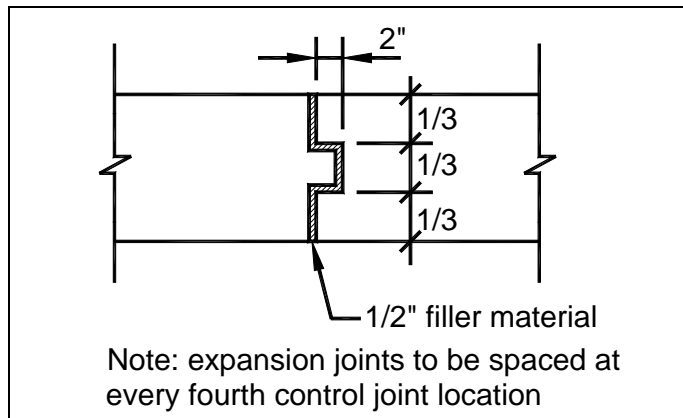 2"
1/3
1/3
1/3
1/2" filler material
Note: expansion joints to be spaced at
every fourth control joint location